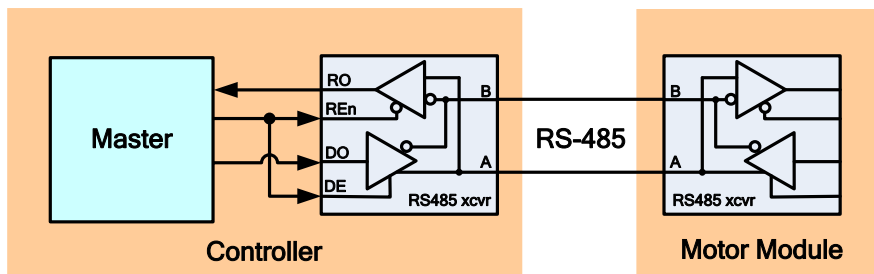 RO
B
B
REn
Master
RS-485
DO
A
A
DE
RS485 xcvr
RS485 xcvr
Controller
Motor Module